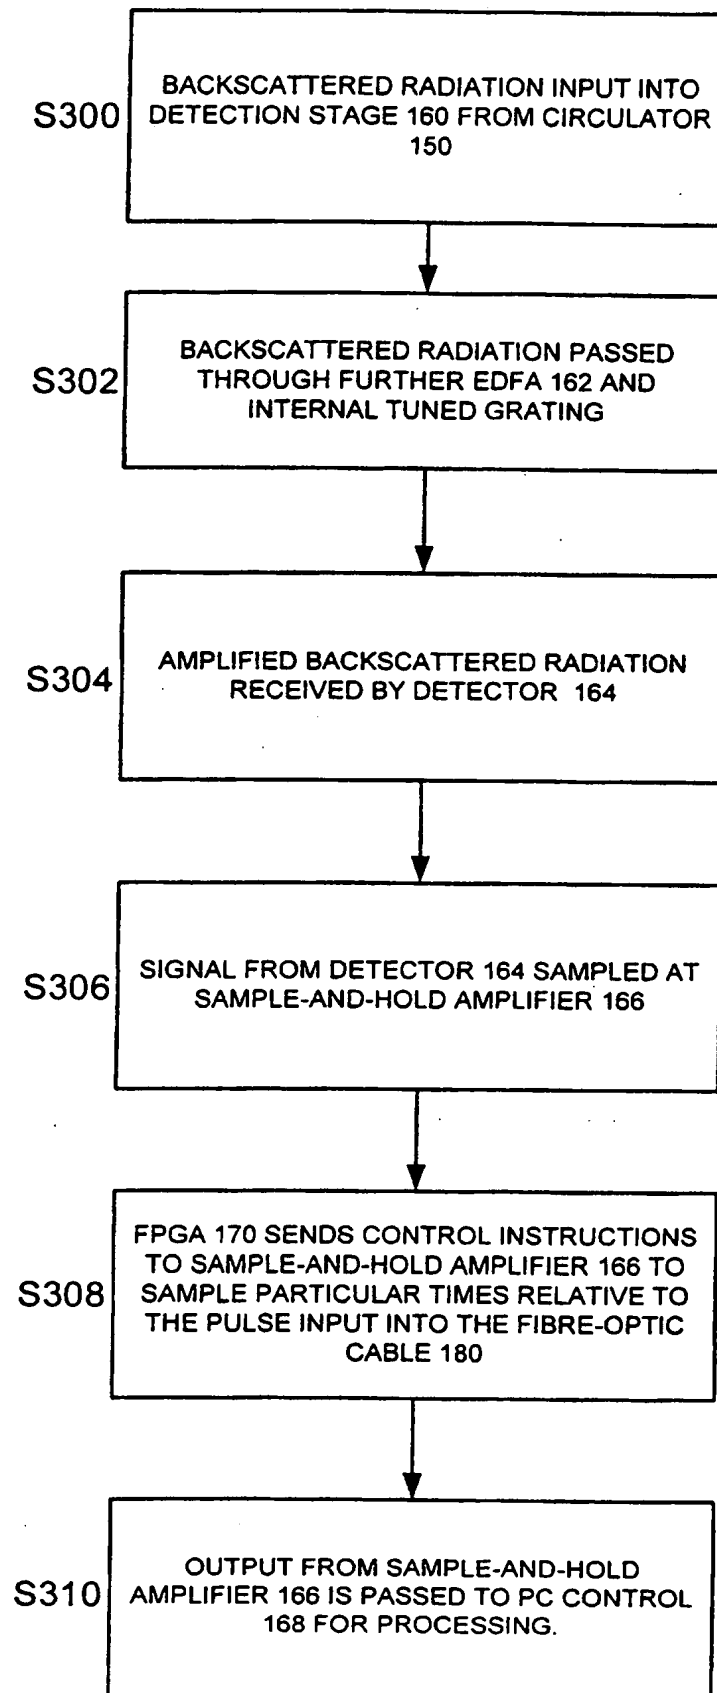 S300
BACKSCATTERED RADIATION INPUT INTO
DETECTION STAGE 160 FROM CIRCULATOR
150
S302
BACKSCATTERED RADIATION PASSED
THROUGH FURTHER EDFA 162 AND
INTERNAL TUNED GRATING
S304
AMPLIFIED BACKSCATTERED RADIATION
RECEIVED BY DETECTOR 164
S306
SIGNAL FROM DETECTOR 164 SAMPLED AT
SAMPLE-AND-HOLD AMPLIFIER 166
S308
FPGA 170 SENDS CONTROL INSTRUCTIONS
TO SAMPLE-AND-HOLD AMPLIFIER 166 TO
SAMPLE PARTICULAR TIMES RELATIVE TO
THE PULSE INPUT INTO THE FIBRE-OPTIC
CABLE 180
S310
OUTPUT FROM SAMPLE-AND-HOLD
AMPLIFIER 166 IS PASSED TO PC CONTROL
168 FOR PROCESSING.